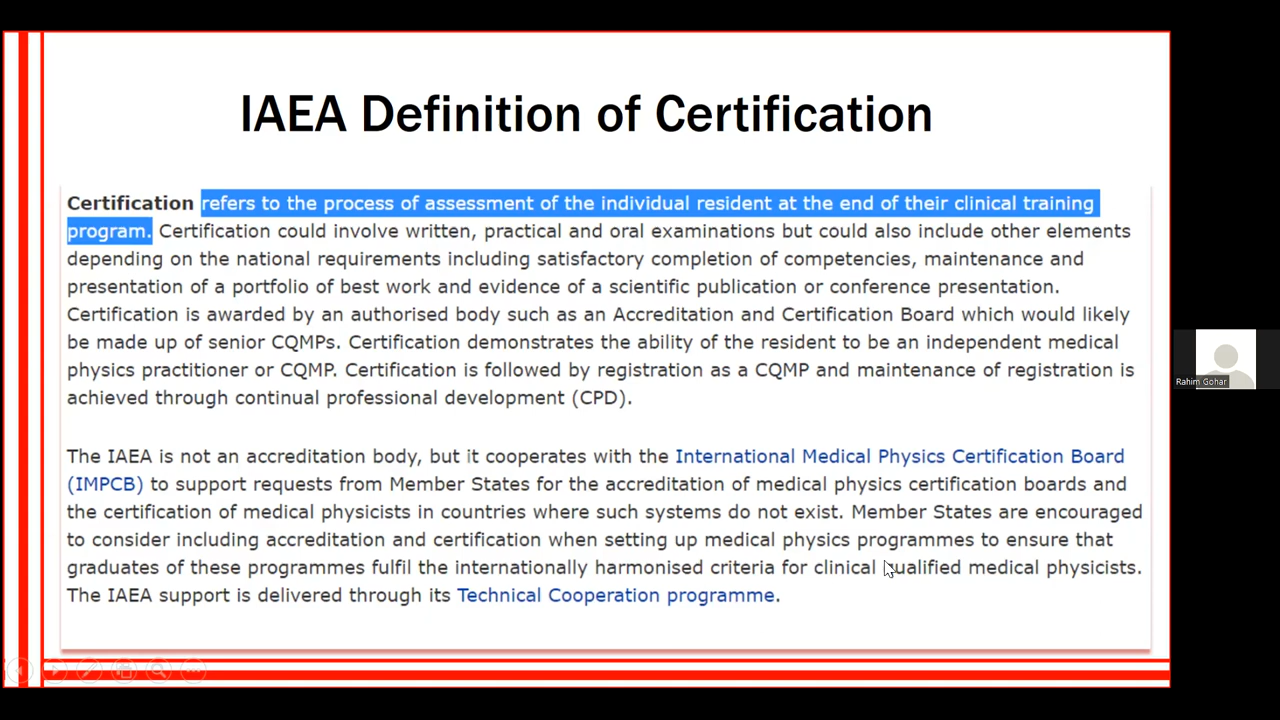 IAEA Definition of Certification
Certification refers to the process of assessment of the individual resident at the end of their clinical training
program. Certification could involve written, practical and oral examinations but could also include other elements
depending on the national requirements including satisfactory completion of competencies, maintenance and
presentation of a portfolio of best work and evidence of a scientific publication or conference presentation.
Certification is awarded by an authorised body such as an Accreditation and Certification Board which would likely
be made up of senior CQMPs. Certification demonstrates the ability of the resident to be an independent medical
physics practitioner or CQMP. Certification is followed by registration as a CQMP and maintenance of registration is
achieved through continual professional development (CPD).
The IAEA is not an accreditation body, but it cooperates with the International Medical Physics Certification Board
(IMPCB) to support requests from Member States for the accreditation of medical physics certification boards and
the certification of medical physicists in countries where such systems do not exist. Member States are encouraged
to consider including accreditation and certification when setting up medical physics programmes to ensure that
graduates of these programmes fulfil the internationally harmonised criteria for clinical qualified medical physicists.
The IAEA support is delivered through its Technical Cooperation programme.
Rahim Gohar